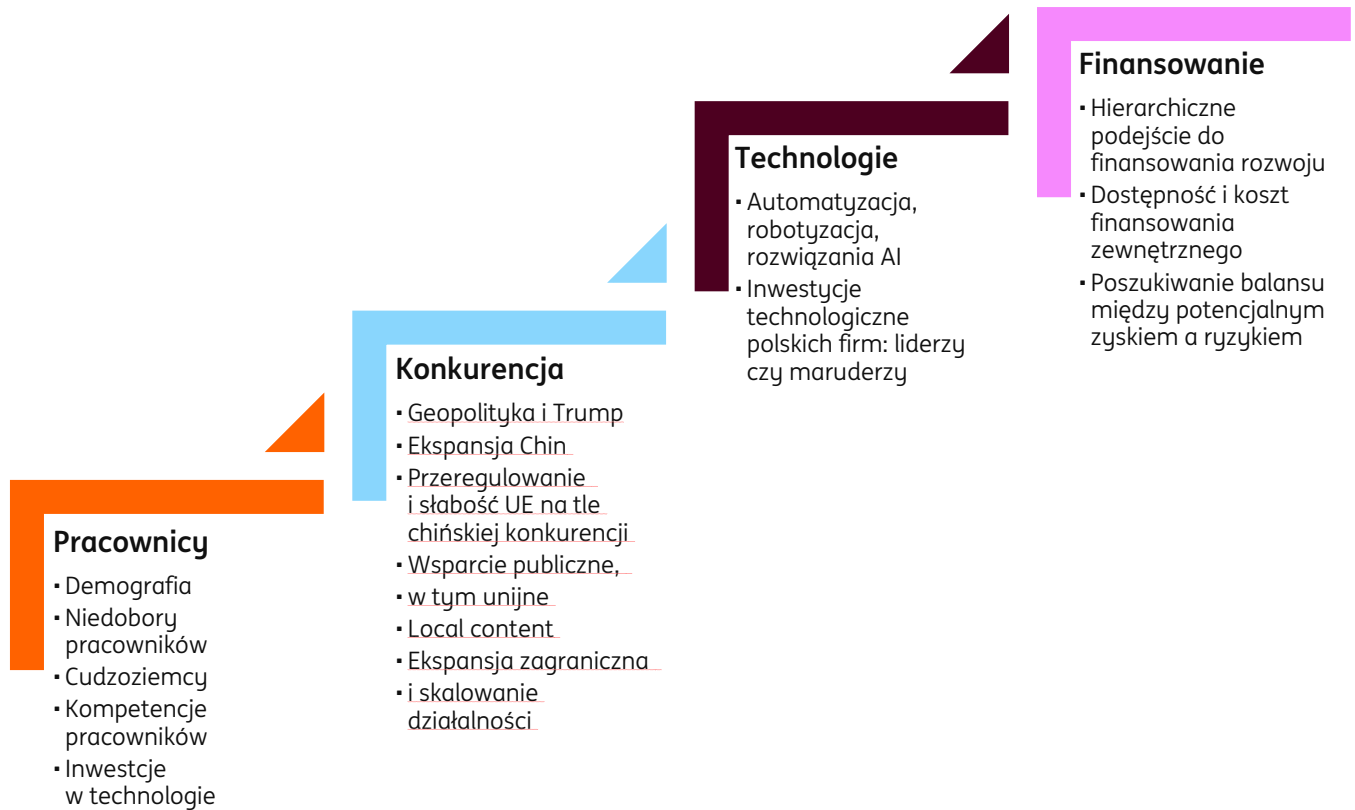 Pracownicy
▪ Demografia
▪ Niedobory
pracowników
▪ Cudzoziemcy
▪ Kompetencje
pracowników
▪ Inwestcje
w technologie
Konkurencja
▪ Geopolityka i Trump
▪ Ekspansja Chin
▪ Przeregulowanie
i słabość UE na tle
chińskiej konkurencji
▪ Wsparcie publiczne,
▪ w tym unijne
▪ Local content
▪ Ekspansja zagraniczna
▪ i skalowanie
działalności
Technologie
▪ Automatyzacja,
robotyzacja,
rozwiązania AI
▪ Inwestycje
technologiczne
polskich firm: liderzy
czy maruderzy
Finansowanie
▪ Hierarchiczne
podejście do
finansowania rozwoju
▪ Dostępność i koszt
finansowania
zewnętrznego
▪ Poszukiwanie balansu
między potencjalnym
zyskiem a ryzykiem